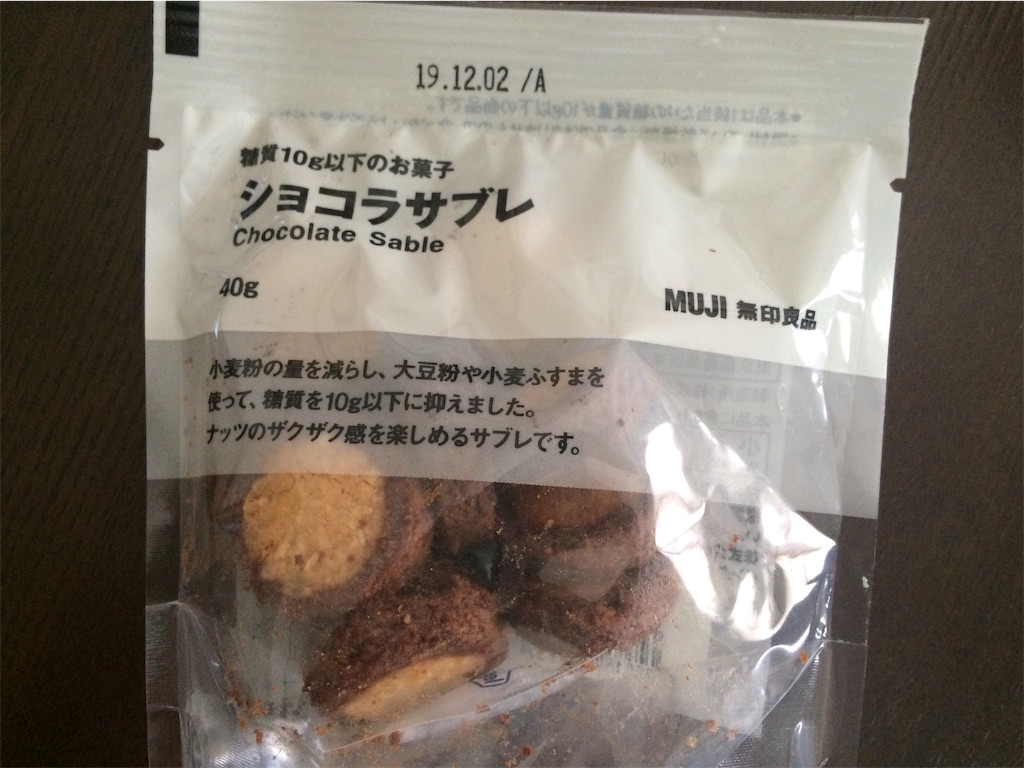 19.12.02 /A
糖質10g以下のお菓子
ショコラサブレ
Chocolate Sable
40g
MUJI 無印良品
小麦粉の量を減らし、大豆粉や小麦ふすまを
使って、糖質を10g以下に抑えました。
ナッツのザクザク感を楽しめるサブレです。